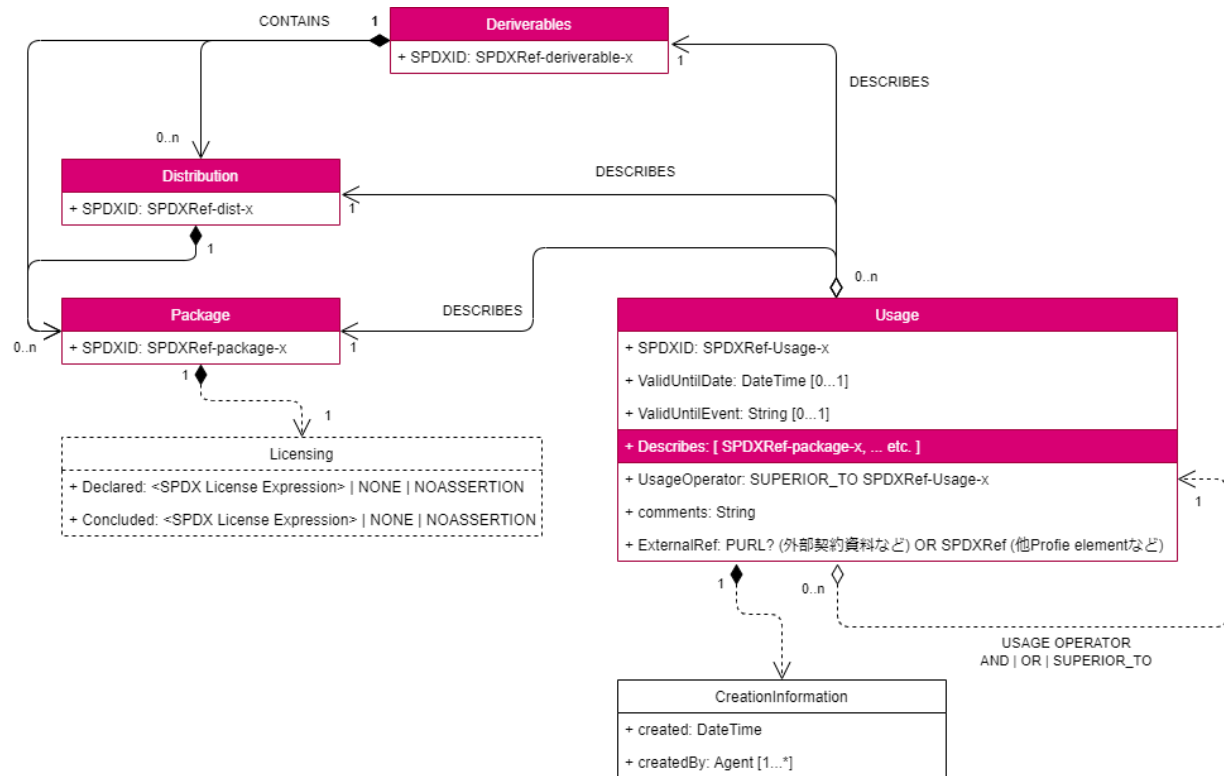 CONTAINS
1
Deriverables
+ SPDXID: SPDXRef-deriverable-x
1
DESCRIBES
0..n
Distribution
+ SPDXID: SPDXRef-dist-x
DESCRIBES
1
1
0..n
Package
+ SPDXID: SPDXRef-package-x
DESCRIBES
0..n
1
1
1
Usage
+ SPDXID: SPDXRef-Usage-x
+ ValidUntilDate: DateTime [0...1]
+ ValidUntilEvent: String [0...1]
+ Describes: [ SPDXRef-package-x, ... etc. ]
+ UsageOperator: SUPERIOR_TO SPDXRef-Usage-x
+ comments: String
+ ExternalRef: PURL? (外部契約資料など) OR SPDXRef (他Profie elementなど)
Licensing
+ Declared: <SPDX License Expression> | NONE | NOASSERTION
+ Concluded: <SPDX License Expression> | NONE | NOASSERTION
1
1
0..n
USAGE OPERATOR
AND | OR | SUPERIOR_TO
CreationInformation
+ created: DateTime
+ createdBy: Agent [1...*]